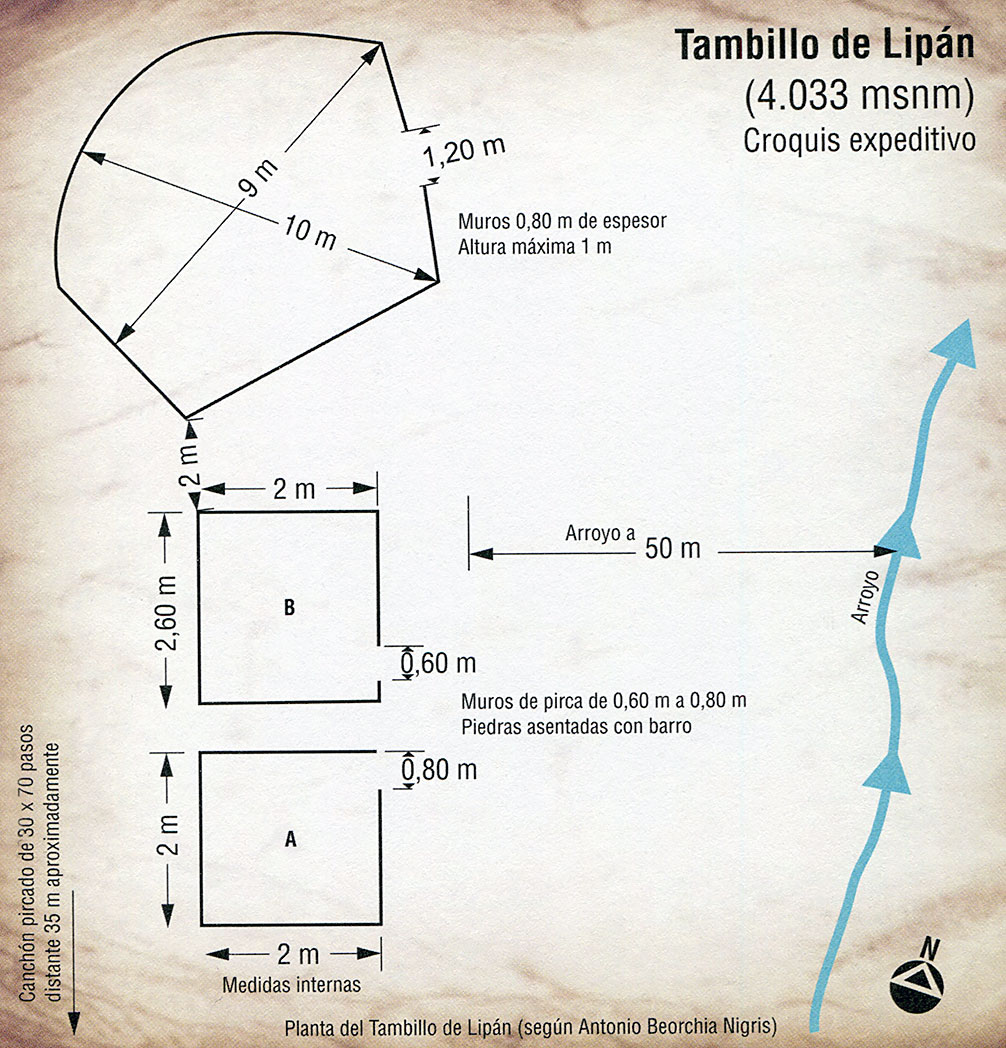 Tambillo de Lipán
(4.033 msnm)
Croquis expeditivo
1,20 m
9 m
10 m
Muros 0,80 m de espesor
Altura máxima 1 m
2 m
2 m
Arroyo a
50 m
Arroyo
2,60 m
B
0,60 m
Muros de pirca de 0,60 m a 0,80 m
Piedras asentadas con barro
0,80 m
2 m
A
Canchón pircado de 30 x 70 pasos
distante 35 m aproximadamente
2 m
Medidas internas
N
Planta del Tambillo de Lipán (según Antonio Beorchia Nigris)